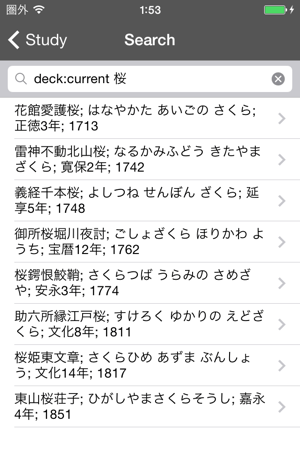 圏外 1:53
Study Search
deck:current 桜
花館愛護桜; はなやかた あいごの さくら;
正徳3年; 1713
雷神不動北山桜; なるかみふどう きたやま
ざくら; 寛保2年; 1742
義経千本桜; よしつね せんぼん ざくら; 延
享5年; 1748
御所桜堀川夜討; ごしょざくら ほりかわ よ
うち; 宝暦12年; 1762
桜鍔恨鮫鞘; さくらつば うらみの さめざ
や; 安永3年; 1774
助六所縁江戸桜; すけろく ゆかりの えどざ
くら; 文化8年; 1811
桜姫東文章; さくらひめ あずま ぶんしょ
う; 文化14年; 1817
東山桜荘子; ひがしやまさくらそうし; 嘉永
4年; 1851